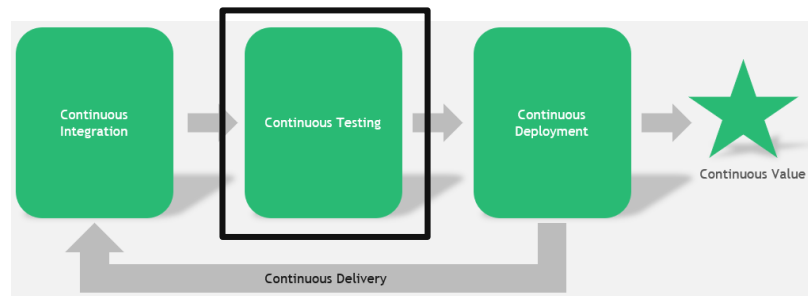 Continuous
Integration
Continuous Testing
Continuous
Deployment
Continuous Value
Continuous Delivery